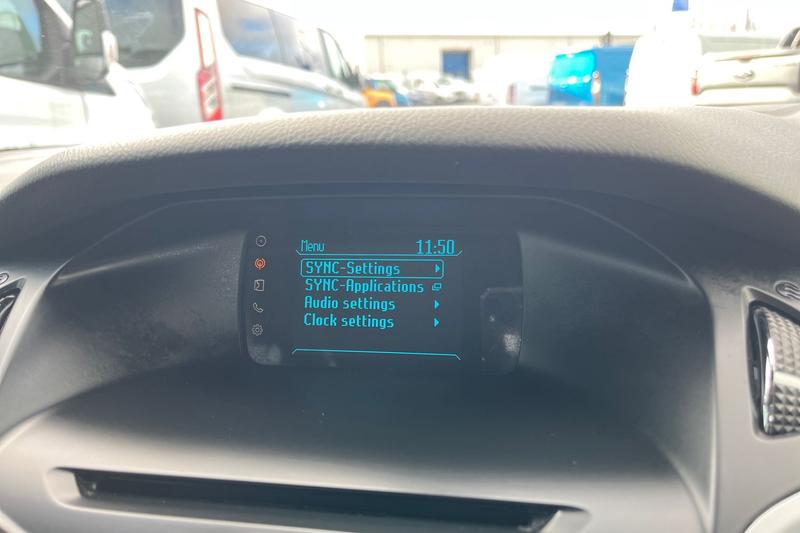 Menu 11:50
SYNC-Settings
SYNC-Applications
Audio settings
Clock settings